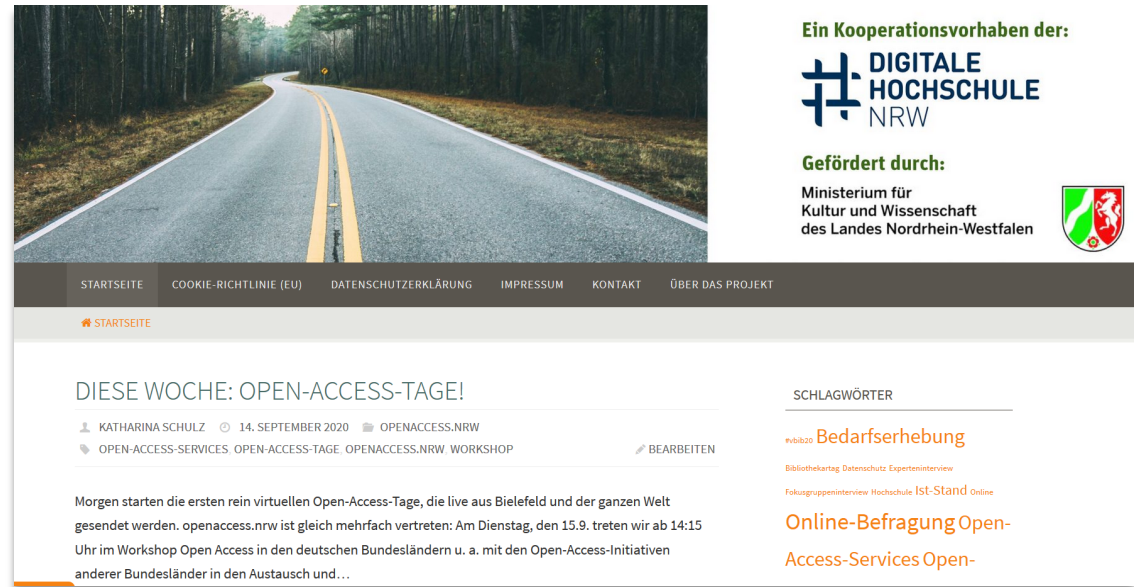 Ein Kooperationsvorhaben der:
DIGITALE
HOCHSCHULE
NRW
Gefördert durch:
Ministerium für
Kultur und Wissenschaft
des Landes Nordrhein-Westfalen
STARTSEITE COOKIE-RICHTLINIE (EU) DATENSCHUTZERKLÄRUNG IMPRESSUM KONTAKT ÜBER DAS PROJEKT
STARTSEITE
DIESE WOCHE: OPEN-ACCESS-TAGE!
KATHARINA SCHULZ 14. SEPTEMBER 2020 OPENACCESS.NRW
OPEN-ACCESS-SERVICES, OPEN-ACCESS-TAGE, OPENACCESS.NRW, WORKSHOP BEARBEITEN
Morgen starten die ersten rein virtuellen Open-Access-Tage, die live aus Bielefeld und der ganzen Welt
gesendet werden. openaccess.nrw ist gleich mehrfach vertreten: Am Dienstag, den 15.9. treten wir ab 14:15
Uhr im Workshop Open Access in den deutschen Bundesländern u. a. mit den Open-Access-Initiativen
anderer Bundesländer in den Austausch und…
SCHLAGWÖRTER
#vbib20 Bedarfserhebung
Bibliothekartag Datenschutz Experteninterview
Fokusgruppeninterview Hochschule Ist-Stand Online
Online-Befragung Open-
Access-Services Open-